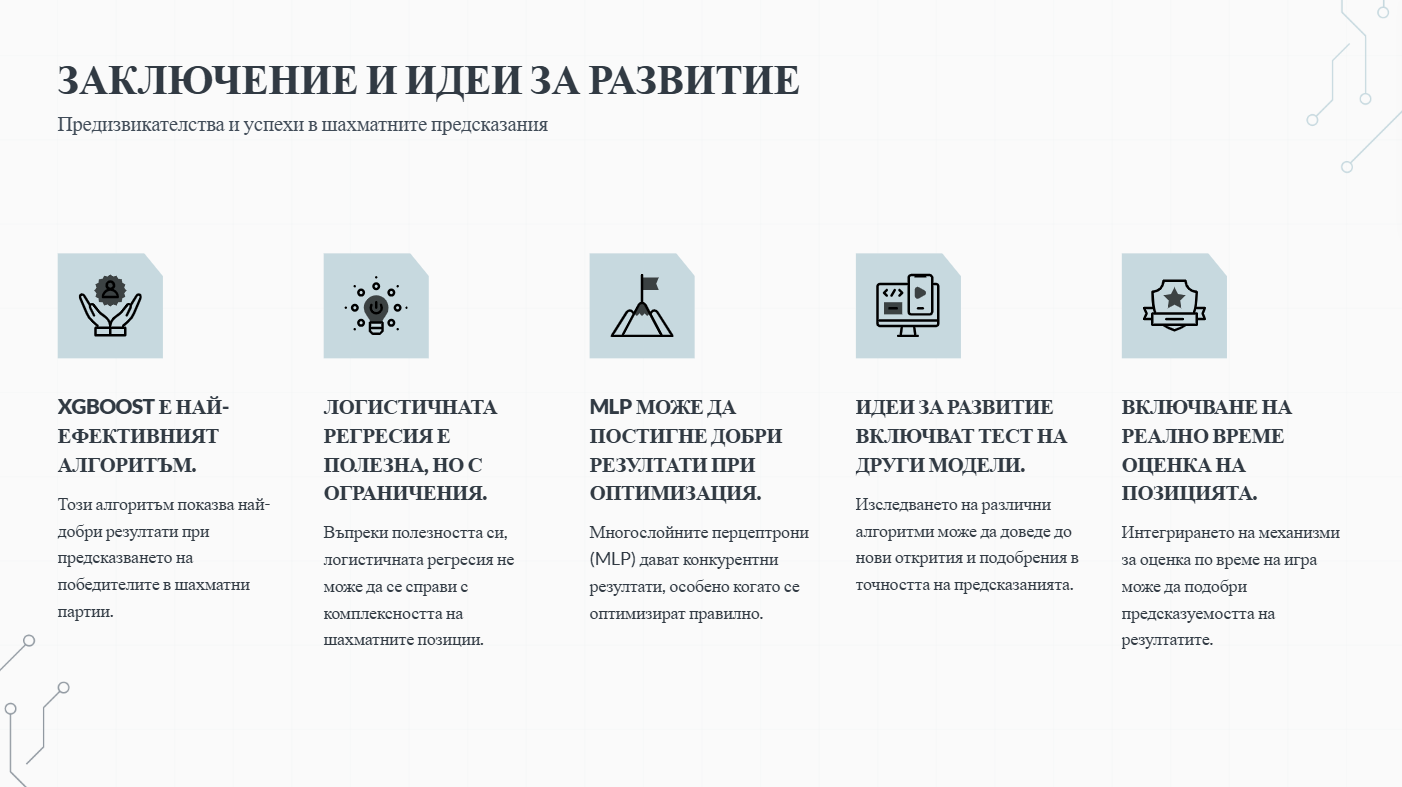 ЗАКЛЮЧЕНИЕ И ИДЕИ ЗА РАЗВИТИЕ
Предизвикателства и успехи в шахматните предсказания
XGBOOST Е НАЙ-
ЕФЕКТИВНИЯТ
АЛГОРИТЪМ.
Този алгоритъм показва най-
добри резултати при
предсказването на
победителите в шахматни
партии.
ЛОГИСТИЧНАТА
РЕГРЕСИЯ Е
ПОЛЕЗНА, НО С
ОГРАНИЧЕНИЯ.
Въпреки полезността си,
логистичната регресия не
може да се справи с
комплексността на
шахматните позиции.
MLP МОЖЕ ДА
ПОСТИГНЕ ДОБРИ
РЕЗУЛТАТИ ПРИ
ОПТИМИЗАЦИЯ.
Многослойните перцептрони
(MLP) дават конкурентни
резултати, особено когато се
оптимизират правилно.
ИДЕИ ЗА РАЗВИТИЕ
ВКЛЮЧВАТ ТЕСТ НА
ДРУГИ МОДЕЛИ.
Изследването на различни
алгоритми може да доведе до
нови открития и подобрения в
точността на предсказанията.
ВКЛЮЧВАНЕ НА
РЕАЛНО ВРЕМЕ
ОЦЕНКА НА
ПОЗИЦИЯТА.
Интегрирането на механизми
за оценка по време на игра
може да подобри
предсказуемостта на
резултатите.